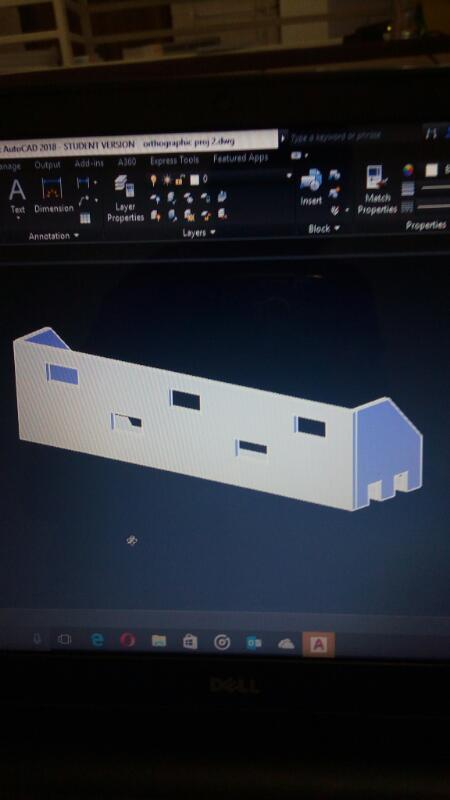 AutoCAD 2018 - STUDENT VERSION orthographic proj 2.dwg
Type a keyword or phrase
Output Add-ins A360 Express Tools Featured Apps
0
A
Text
Dimension
Layer
Properties
Insert
Match
Properties
Annotation
Layers
Block
Properties
DELL